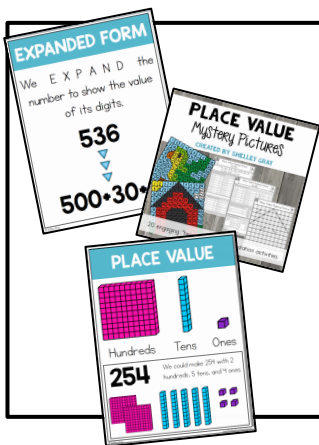 EXPANDED FORM
We EXPAND the
number to show the value
of its digits.
536
500+30+
PLACE VALUE
Mystery Pictures
CREATED BY SHELLEY GRAY
20 engaging
PLACE VALUE
Hundreds Tens Ones
254
We could make 254 with 2
hundreds, 5 tens, and 4 ones.